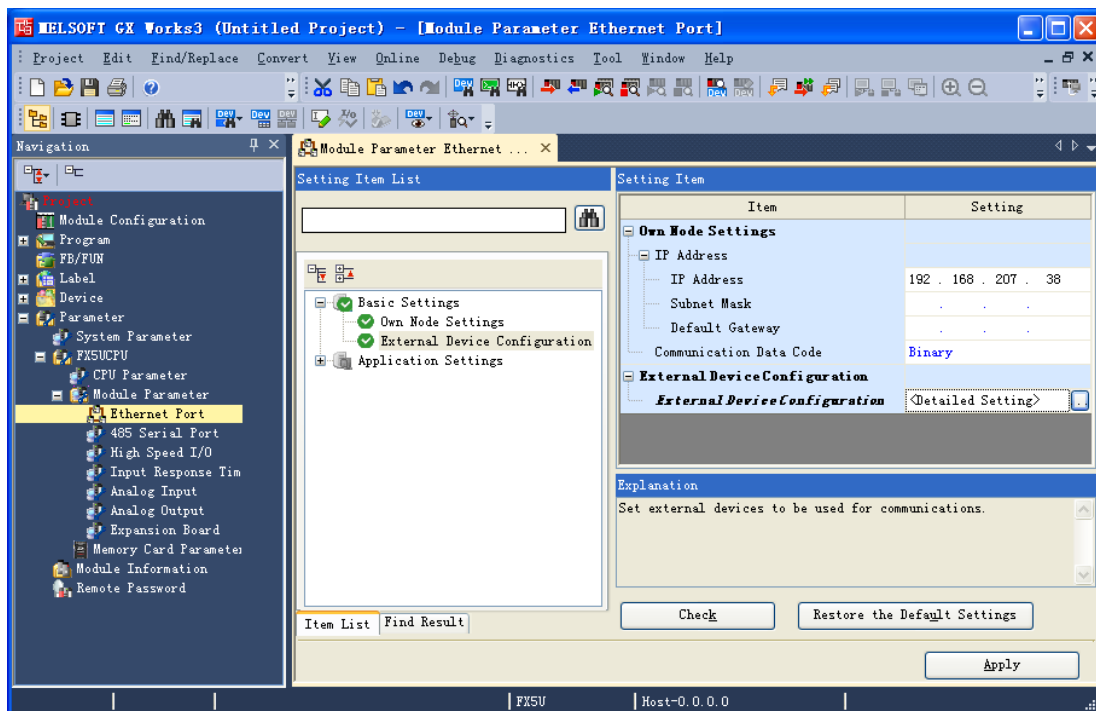 MELSOFT GX Works3 (Untitled Project) - [Module Parameter Ethernet Port]
Project Edit Find/Replace Convert View Online Debug Diagnostics Tool Window Help
Navigation
Project
Module Configuration
Program
FB/FUN
Label
Device
Parameter
System Parameter
FX5UCPU
CPU Parameter
Module Parameter
Ethernet Port
485 Serial Port
High Speed I/O
Input Response Tim
Analog Input
Analog Output
Expansion Board
Memory Card Parameter
Module Information
Remote Password
Module Parameter Ethernet ...
Setting Item List
Basic Settings
Own Node Settings
External Device Configuration
Application Settings
Item List Find Result
Setting Item
Item Setting
Own Node Settings
IP Address
IP Address 192 . 168 . 207 . 38
Subnet Mask . . .
Default Gateway . . .
Communication Data Code Binary
External Device Configuration
External Device Configuration <Detailed Setting>
Explanation
Set external devices to be used for communications.
Check Restore the Default Settings
Apply
FX5U Host-0.0.0.0